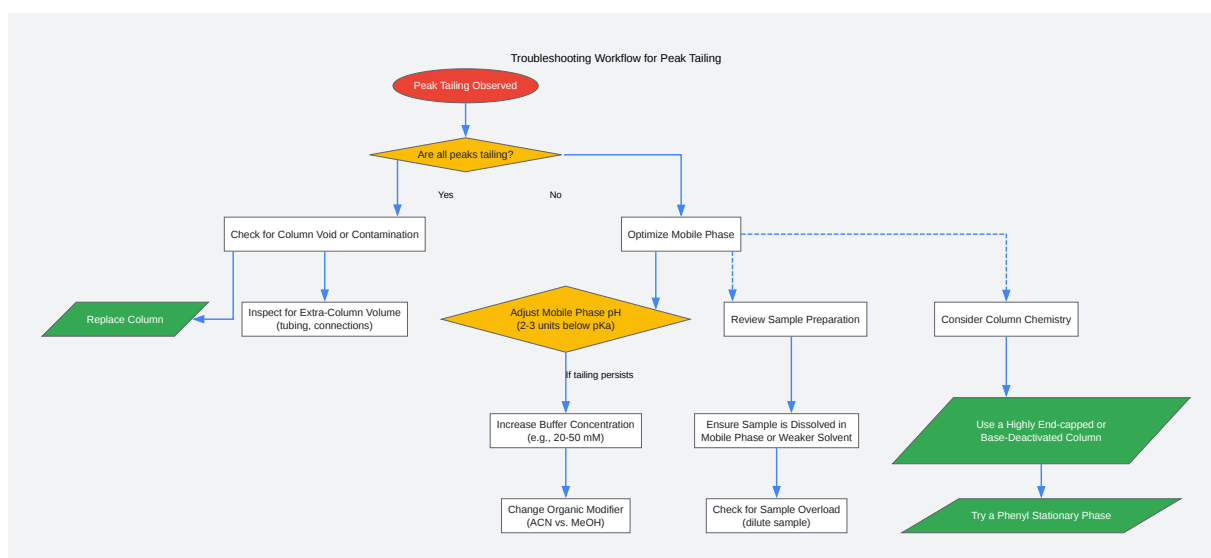 Troubleshooting Workflow for Peak Tailing
Peak Tailing Observed
Are all peaks tailing?
Yes
No
Check for Column Void or Contamination
Optimize Mobile Phase
Replace Column
Inspect for Extra-Column Volume
(tubing, connections)
Adjust Mobile Phase pH
(2-3 units below pKa)
Review Sample Preparation
Consider Column Chemistry
If tailing persists
Increase Buffer Concentration
(e.g., 20-50 mM)
Ensure Sample is Dissolved in
Mobile Phase or Weaker Solvent
Use a Highly End-capped or
Base-Deactivated Column
Change Organic Modifier
(ACN vs. MeOH)
Check for Sample Overload
(dilute sample)
Try a Phenyl Stationary Phase